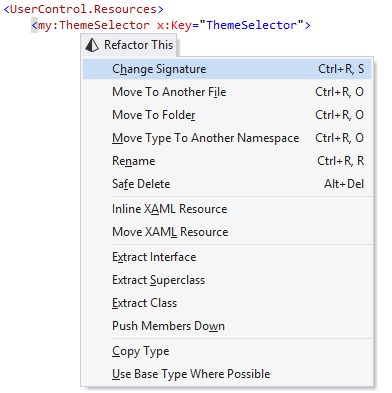 <UserControl.Resources>
<my:ThemeSelector x:Key="ThemeSelector">
Refactor This
Change Signature Ctrl+R, S
Move To Another File Ctrl+R, O
Move To Folder Ctrl+R, O
Move Type To Another Namespace Ctrl+R, O
Rename Ctrl+R, R
Safe Delete Alt+Del
Inline XAML Resource
Move XAML Resource
Extract Interface
Extract Superclass
Extract Class
Push Members Down
Copy Type
Use Base Type Where Possible